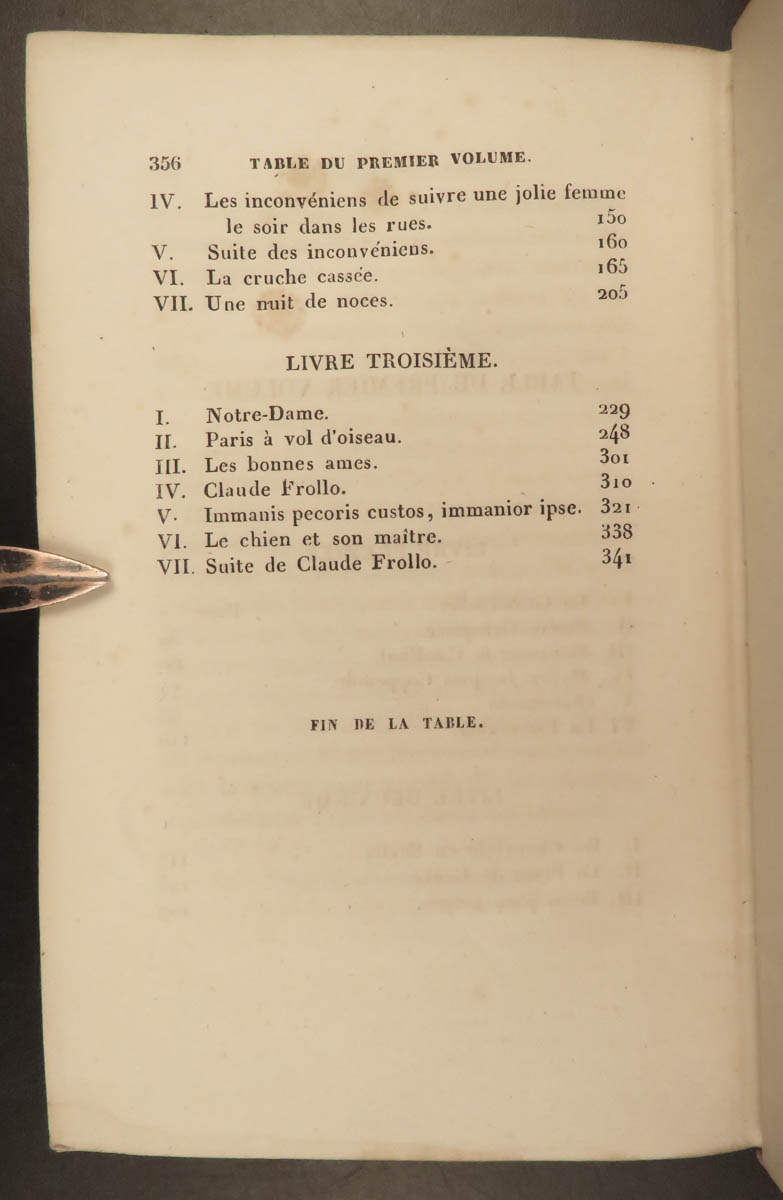 356 TABLE DU PREMIER VOLUME.
IV. Les inconvéniens de suivre une jolie femme
le soir dans les rues. 150
V. Suite des inconvéniens. 160
VI. La cruche cassée. 165
VII. Une nuit de noces. 205
LIVRE TROISIÈME.
I. Notre-Dame. 229
II. Paris à vol d'oiseau. 248
III. Les bonnes ames. 301
IV. Claude Frollo. 310
V. Immanis pecoris custos, immanior ipse. 321
VI. Le chien et son maître. 338
VII. Suite de Claude Frollo. 341
FIN DE LA TABLE.